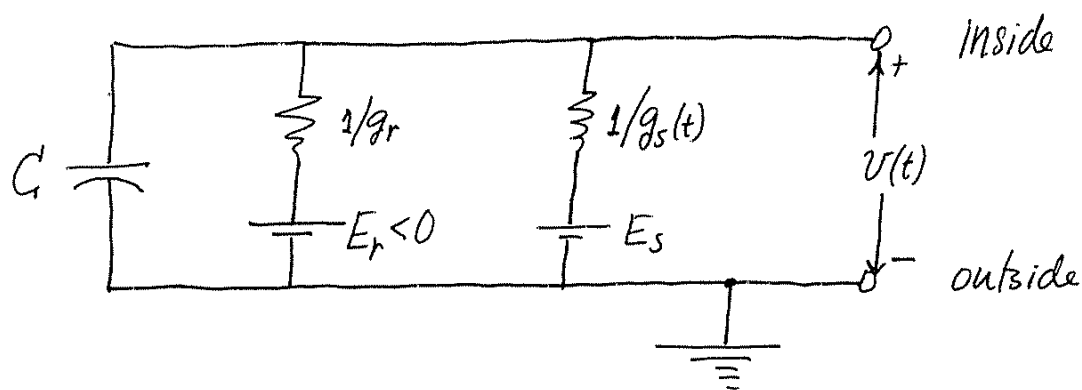 + Inside
1/gr 1/gs(t)
C v(t)
Er<0 Es
- outside